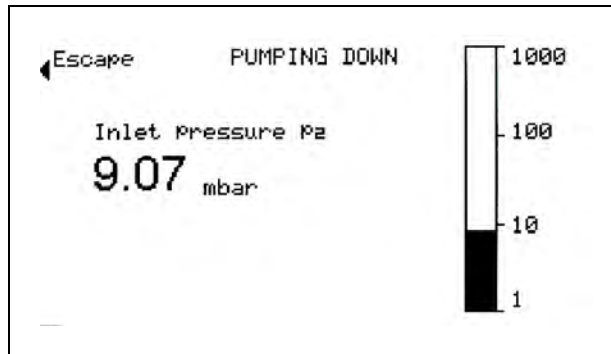 Escape
PUMPING DOWN
Inlet Pressure P2
9.07 mbar
1000
100
10
1